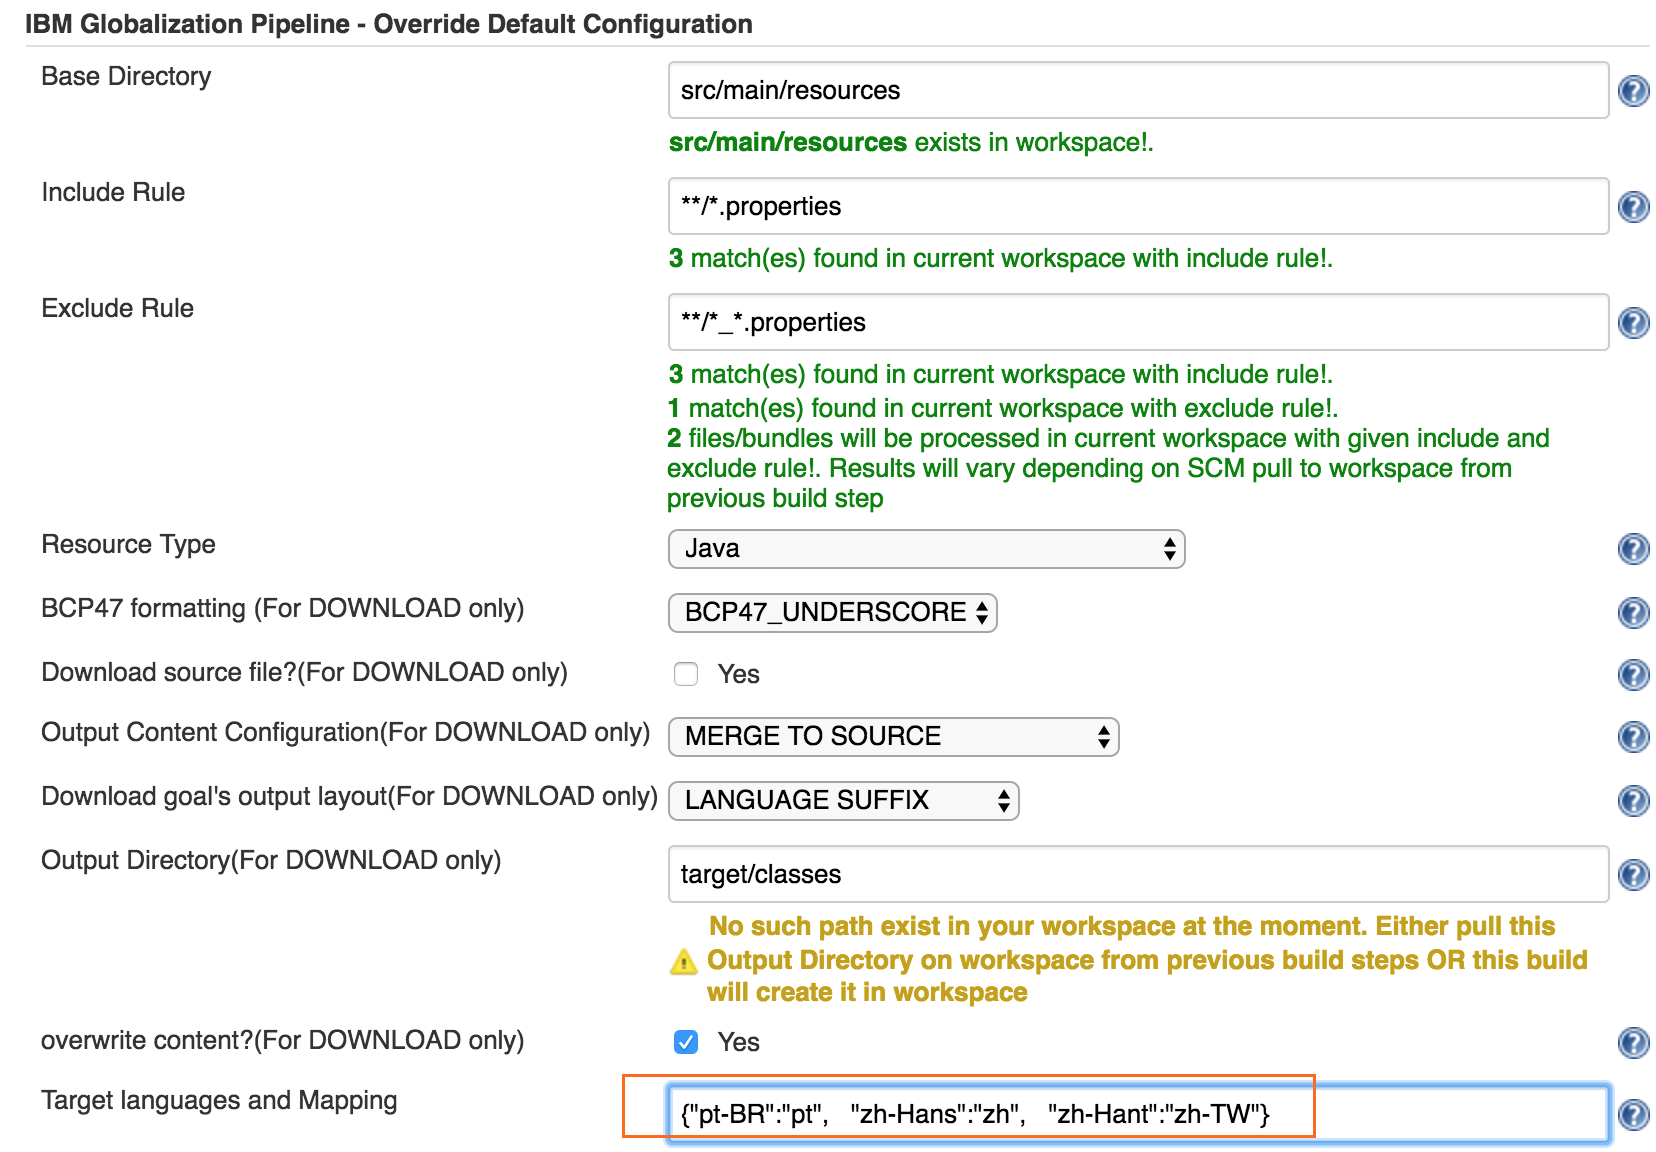 IBM Globalization Pipeline - Override Default Configuration
Base Directory
src/main/resources
src/main/resources exists in workspace!.
Include Rule
**/*.properties
3 match(es) found in current workspace with include rule!.
Exclude Rule
**/*_*.properties
3 match(es) found in current workspace with include rule!.
1 match(es) found in current workspace with exclude rule!.
2 files/bundles will be processed in current workspace with given include and
exclude rule!. Results will vary depending on SCM pull to workspace from
previous build step
Resource Type
Java
BCP47 formatting (For DOWNLOAD only)
BCP47_UNDERSCORE
Download source file?(For DOWNLOAD only)
Yes
Output Content Configuration(For DOWNLOAD only)
MERGE TO SOURCE
Download goal's output layout(For DOWNLOAD only)
LANGUAGE SUFFIX
Output Directory(For DOWNLOAD only)
target/classes
No such path exist in your workspace at the moment. Either pull this
Output Directory on workspace from previous build steps OR this build
will create it in workspace
overwrite content?(For DOWNLOAD only)
Yes
Target languages and Mapping
{"pt-BR":"pt", "zh-Hans":"zh", "zh-Hant":"zh-TW"}